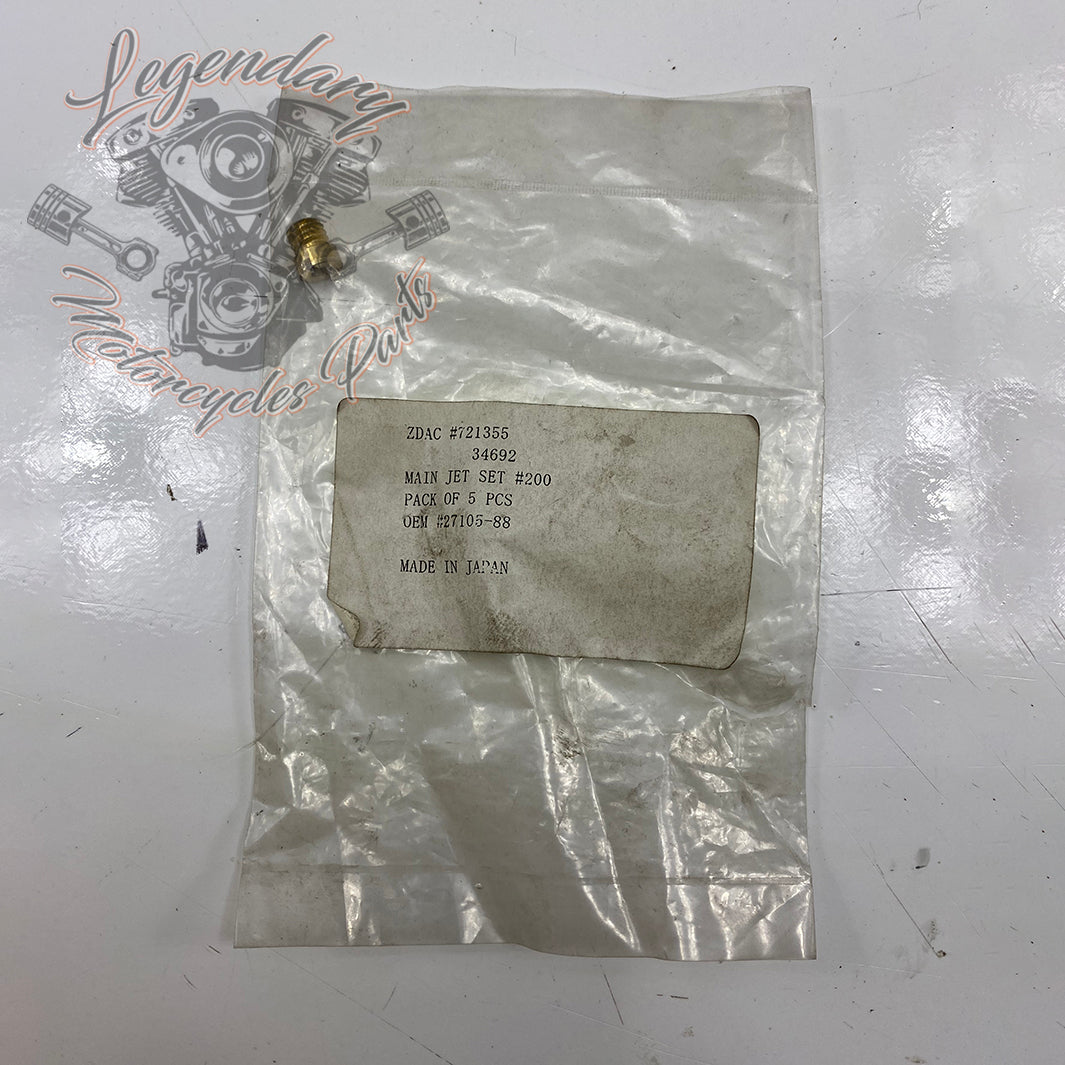 Legendary
Motorcycles Parts
ZDAC #721355
34692
MAIN JET SET #200
PACK OF 5 PCS
OEM #27105-88
MADE IN JAPAN